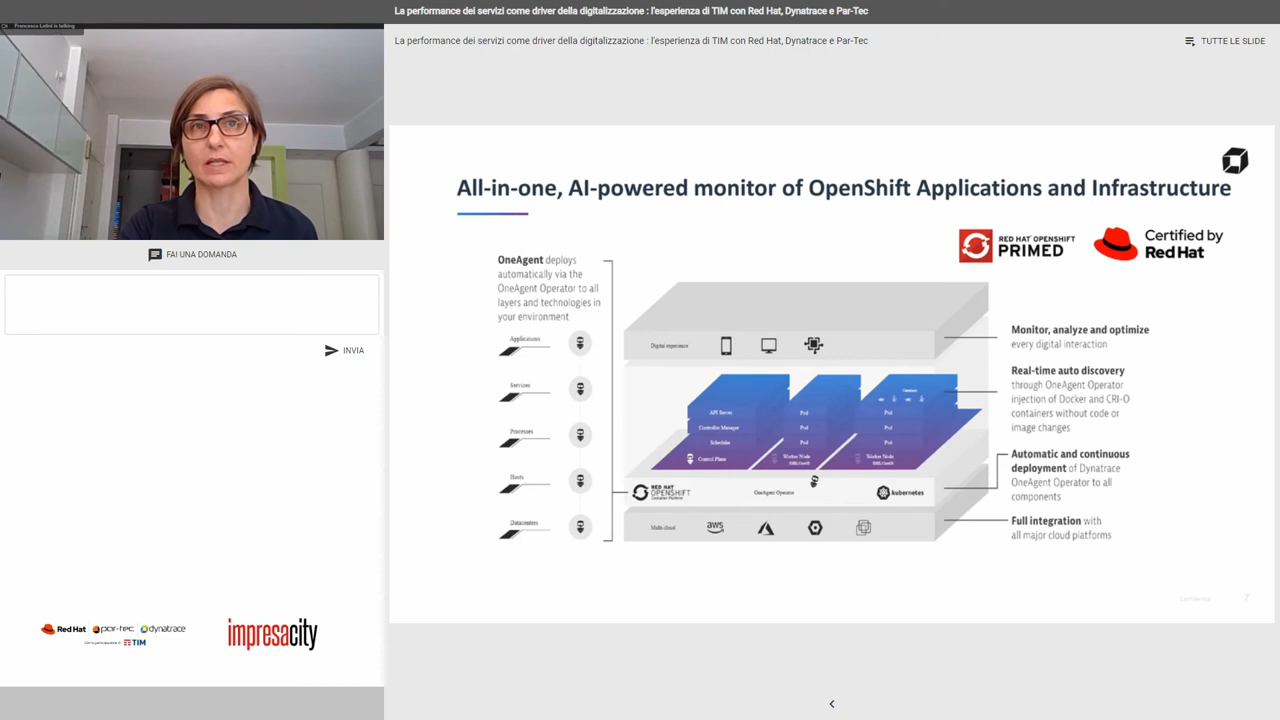 Francesca Lalini is talking
La performance dei servizi come driver della digitalizzazione : l'esperienza di TIM con Red Hat, Dynatrace e Par-Tec
La performance dei servizi come driver della digitalizzazione : l'esperienza di TIM con Red Hat, Dynatrace e Par-Tec
TUTTE LE SLIDE
FAI UNA DOMANDA
INVIA
Red Hat par-tec dynatrace
TIM
impresacity
All-in-one, AI-powered monitor of OpenShift Applications and Infrastructure
RED HAT OPENSHIFT
PRIMED
Certified by
Red Hat
OneAgent deploys
automatically via the
OneAgent Operator to all
layers and technologies in
your environment
Applications
Services
Processes
Hosts
Datacenters
Digital experience
API Server
Controller Manager
Scheduler
Control Plane
Pod
Pod
Pod
Worker Node
Containers
Pod
Pod
Pod
Worker Node
RED HAT
OPENSHIFT
Container Platform
OneAgent Operator
kubernetes
Multi-cloud
aws
Monitor, analyze and optimize
every digital interaction
Real-time auto discovery
through OneAgent Operator
injection of Docker and CRI-O
containers without code or
image changes
Automatic and continuous
deployment of Dynatrace
OneAgent Operator to all
components
Full integration with
all major cloud platforms
Confidential
7